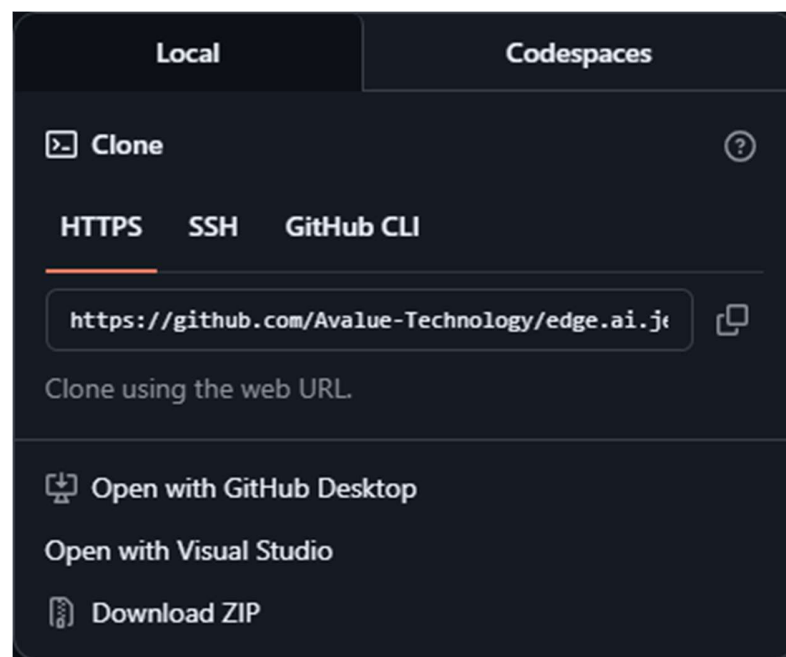 Local
Codespaces
Clone
HTTPS SSH GitHub CLI
https://github.com/Avalue-Technology/edge.ai.je
Clone using the web URL.
Open with GitHub Desktop
Open with Visual Studio
Download ZIP